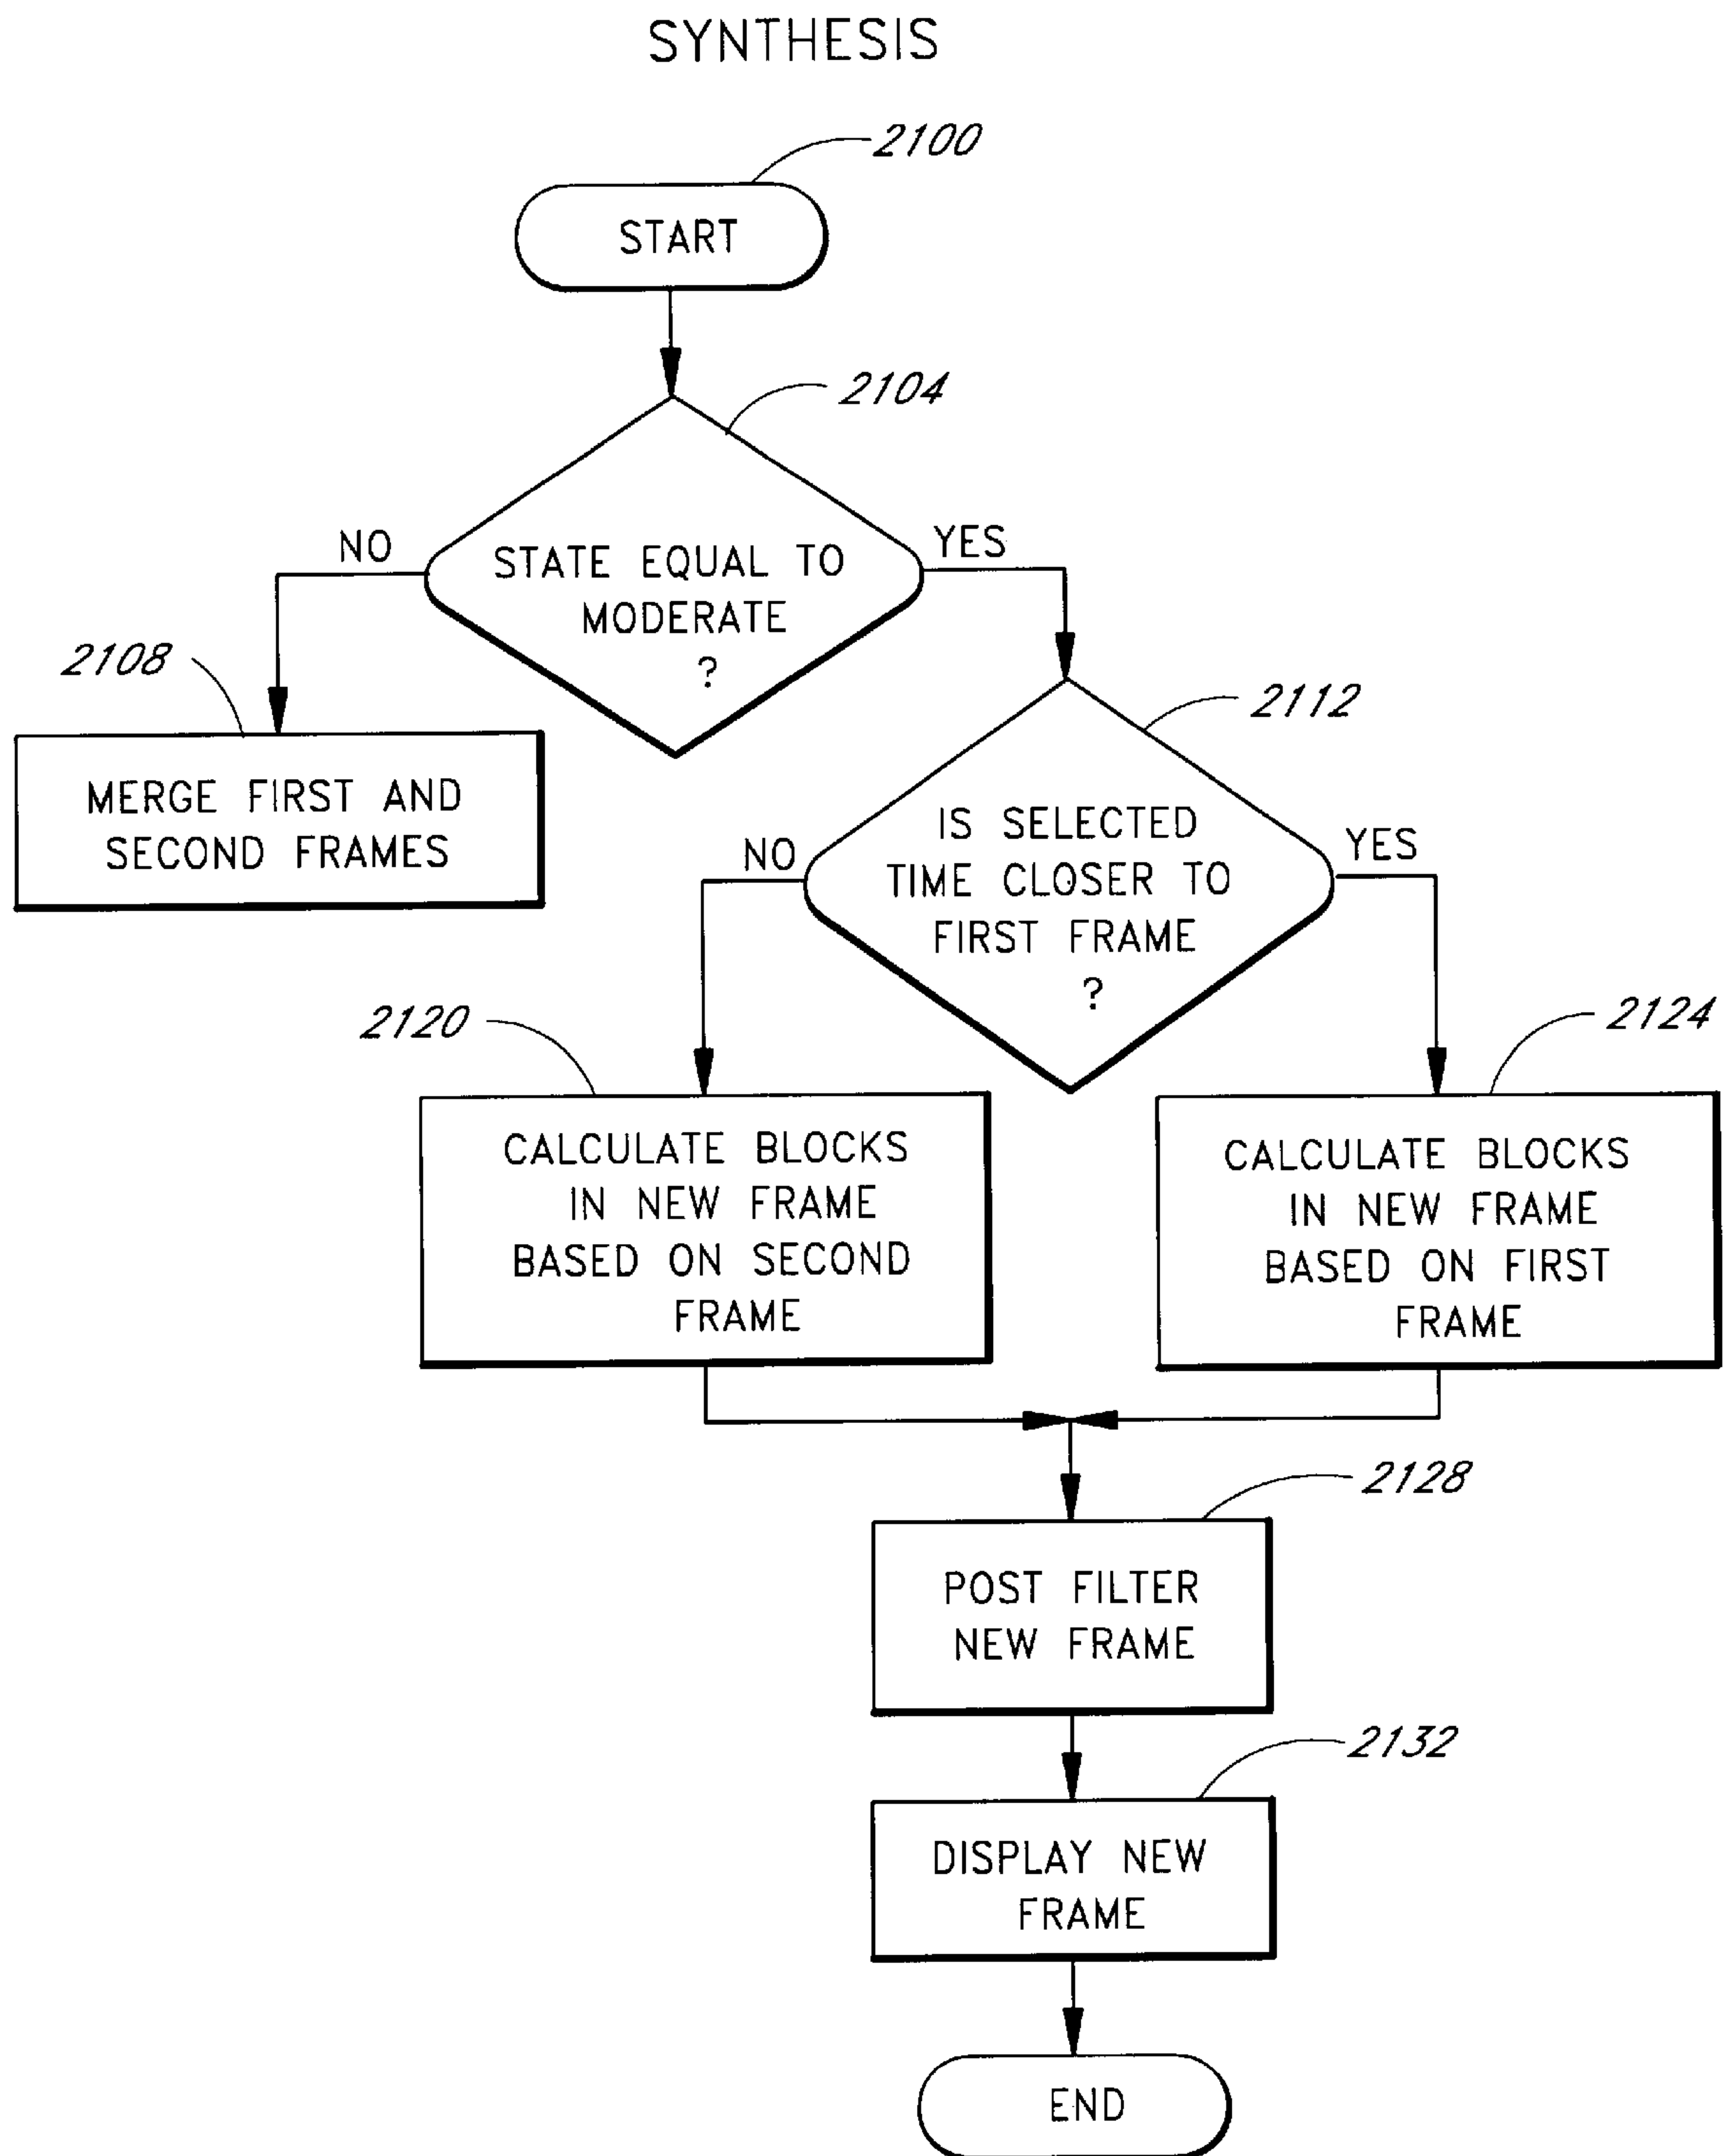 SYNTHESIS
2100
START
2104
NO
YES
STATE EQUAL TO
MODERATE
?
2108
2112
MERGE FIRST AND
SECOND FRAMES
NO
YES
IS SELECTED
TIME CLOSER TO
FIRST FRAME
?
2120
2124
CALCULATE BLOCKS
IN NEW FRAME
BASED ON SECOND
FRAME
CALCULATE BLOCKS
IN NEW FRAME
BASED ON FIRST
FRAME
2128
POST FILTER
NEW FRAME
2132
DISPLAY NEW
FRAME
END